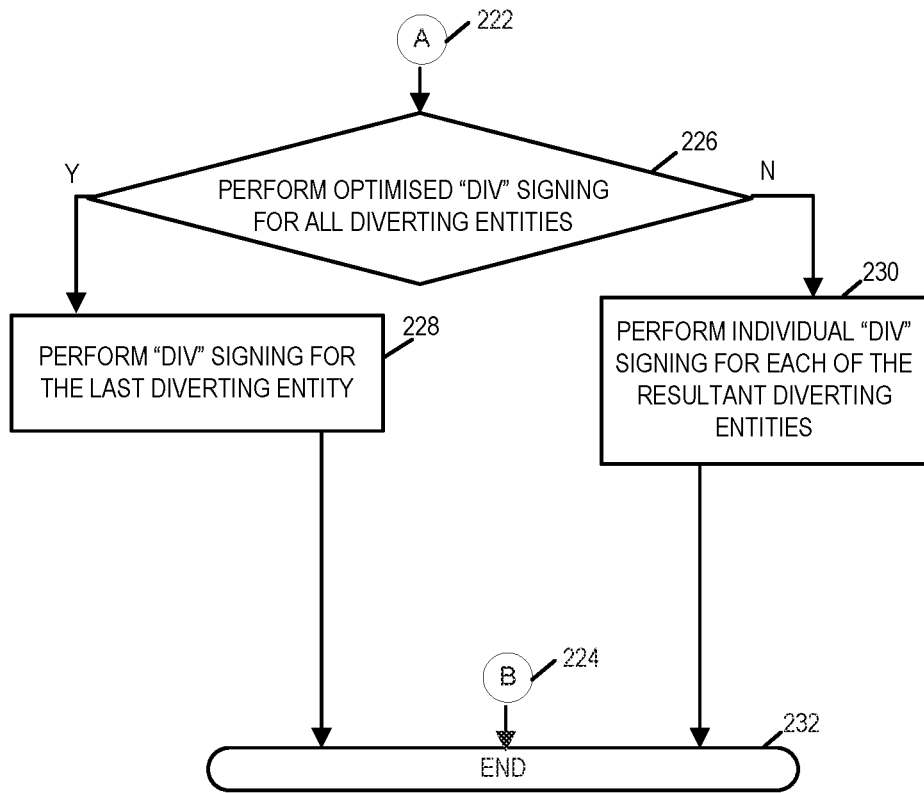 A
222
226
Y
N
PERFORM OPTIMISED “DIV” SIGNING
FOR ALL DIVERTING ENTITIES
230
228
PERFORM “DIV” SIGNING FOR
THE LAST DIVERTING ENTITY
PERFORM INDIVIDUAL “DIV”
SIGNING FOR EACH OF THE
RESULTANT DIVERTING
ENTITIES
B
224
232
END